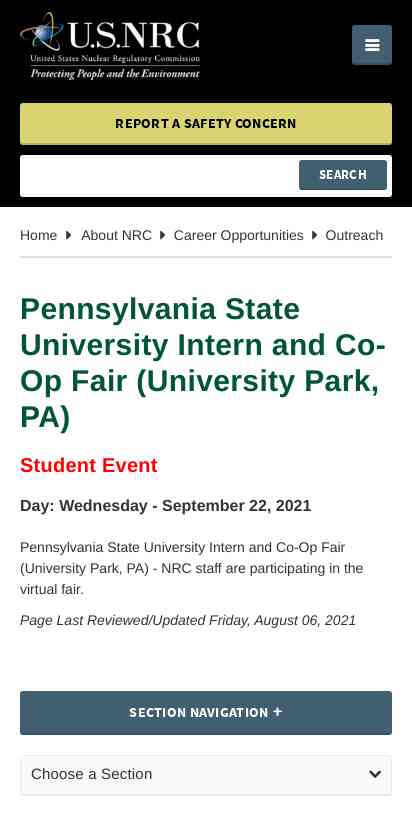 U.S.NRC
United States Nuclear Regulatory Commission
Protecting People and the Environment
REPORT A SAFETY CONCERN
SEARCH
Home About NRC Career Opportunities Outreach
Pennsylvania State
University Intern and Co-
Op Fair (University Park,
PA)
Student Event
Day: Wednesday - September 22, 2021
Pennsylvania State University Intern and Co-Op Fair
(University Park, PA) - NRC staff are participating in the
virtual fair.
Page Last Reviewed/Updated Friday, August 06, 2021
SECTION NAVIGATION +
Choose a Section